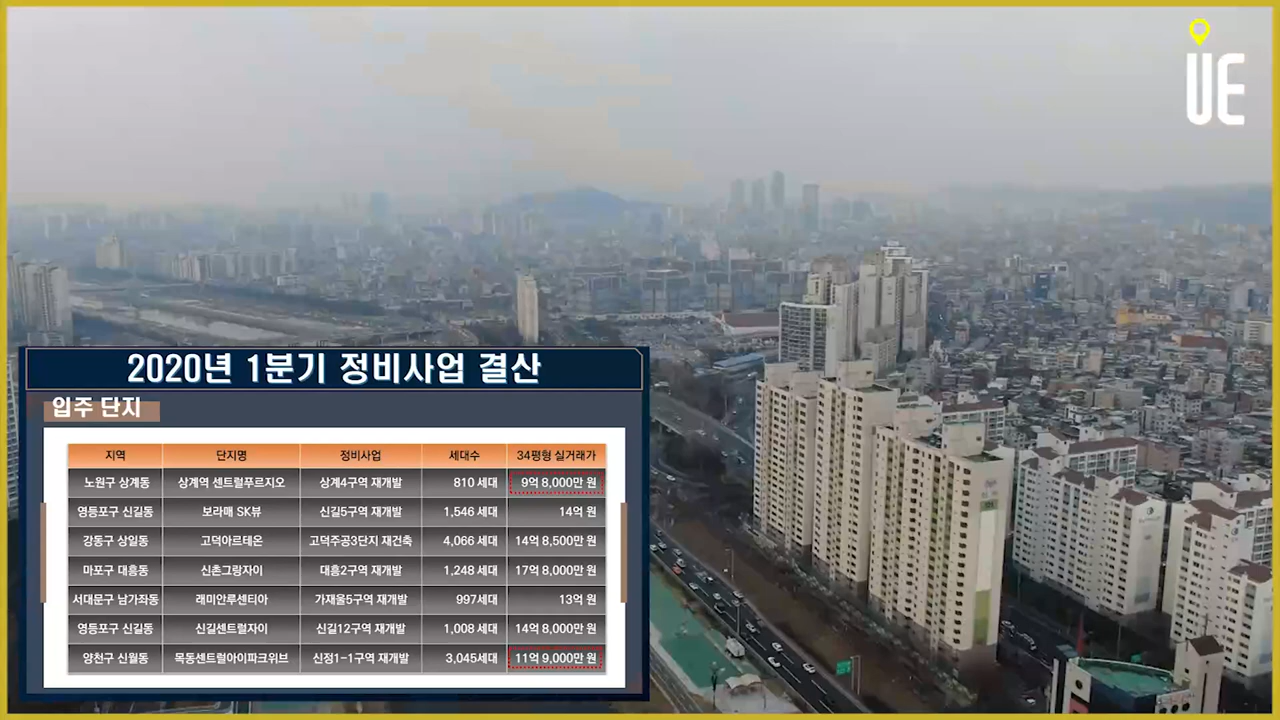 UE
2020년 1분기 정비사업 결산
입주 단지
지역 단지명 정비사업 세대수 34평형 실거래가
노원구 상계동 상계역 센트럴푸르지오 상계4구역 재개발 810 세대 9억 8,000만 원
영등포구 신길동 보라매 SK뷰 신길5구역 재개발 1,546 세대 14억 원
강동구 상일동 고덕아르테온 고덕주공3단지 재건축 4,066 세대 14억 8,500만 원
마포구 대흥동 신촌그랑자이 대흥2구역 재개발 1,248 세대 17억 8,000만 원
서대문구 남가좌동 래미안루센티아 가재울5구역 재개발 997세대 13억 원
영등포구 신길동 신길센트럴자이 신길12구역 재개발 1,008 세대 14억 8,000만 원
양천구 신월동 목동센트럴아이파크위브 신정1-1구역 재개발 3,045세대 11억 9,000만 원